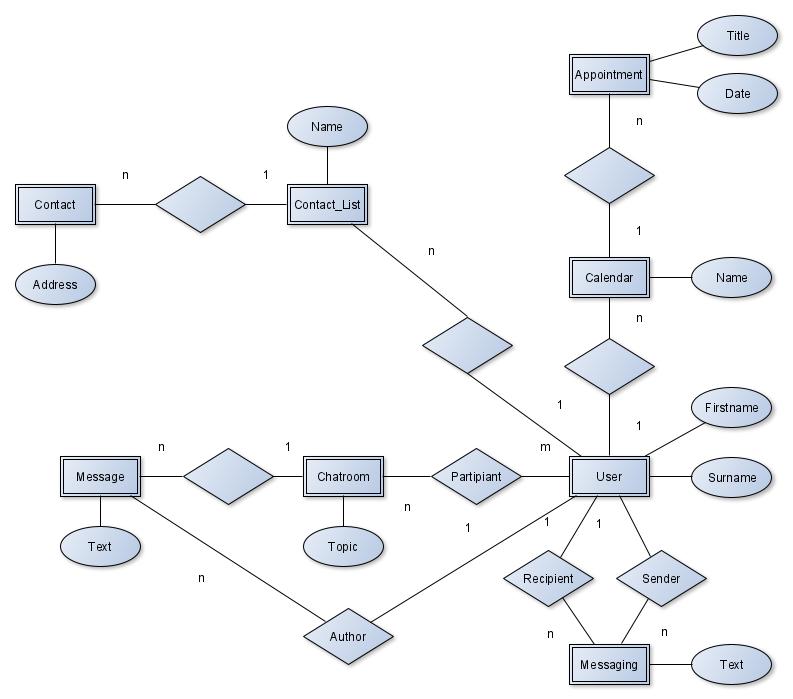 Title
Appointment
Date
n
Name
n
1
Contact
Contact_List
1
n
Address
Calendar
Name
n
1
Firstname
1
n
1
m
Message
Chatroom
Partipiant
User
Surname
n
1
1
1
Text
Topic
n
Recipient
Sender
Author
n
n
Messaging
Text